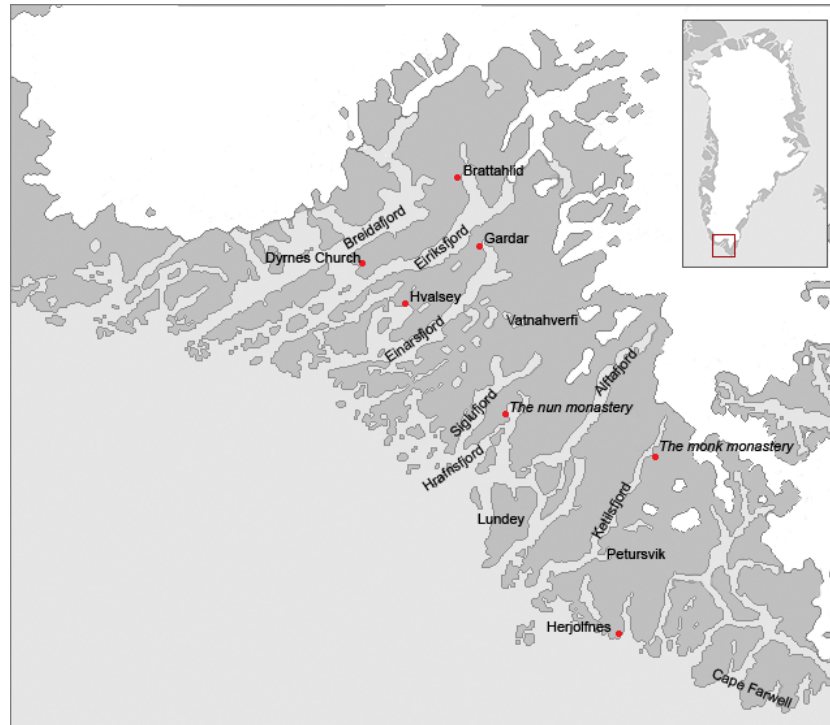 Brattahlid
Breidafjord
Eiriksfjord
Gardar
Dyrnes Church
Hvalsey
Einarsfjord
Vatnahverfi
Alftafjord
Siglufjord
The nun monastery
Hrafnsfjord
The monk monastery
Ketilsfjord
Lundey
Petursvik
Herjolfnes
Cape Farwell